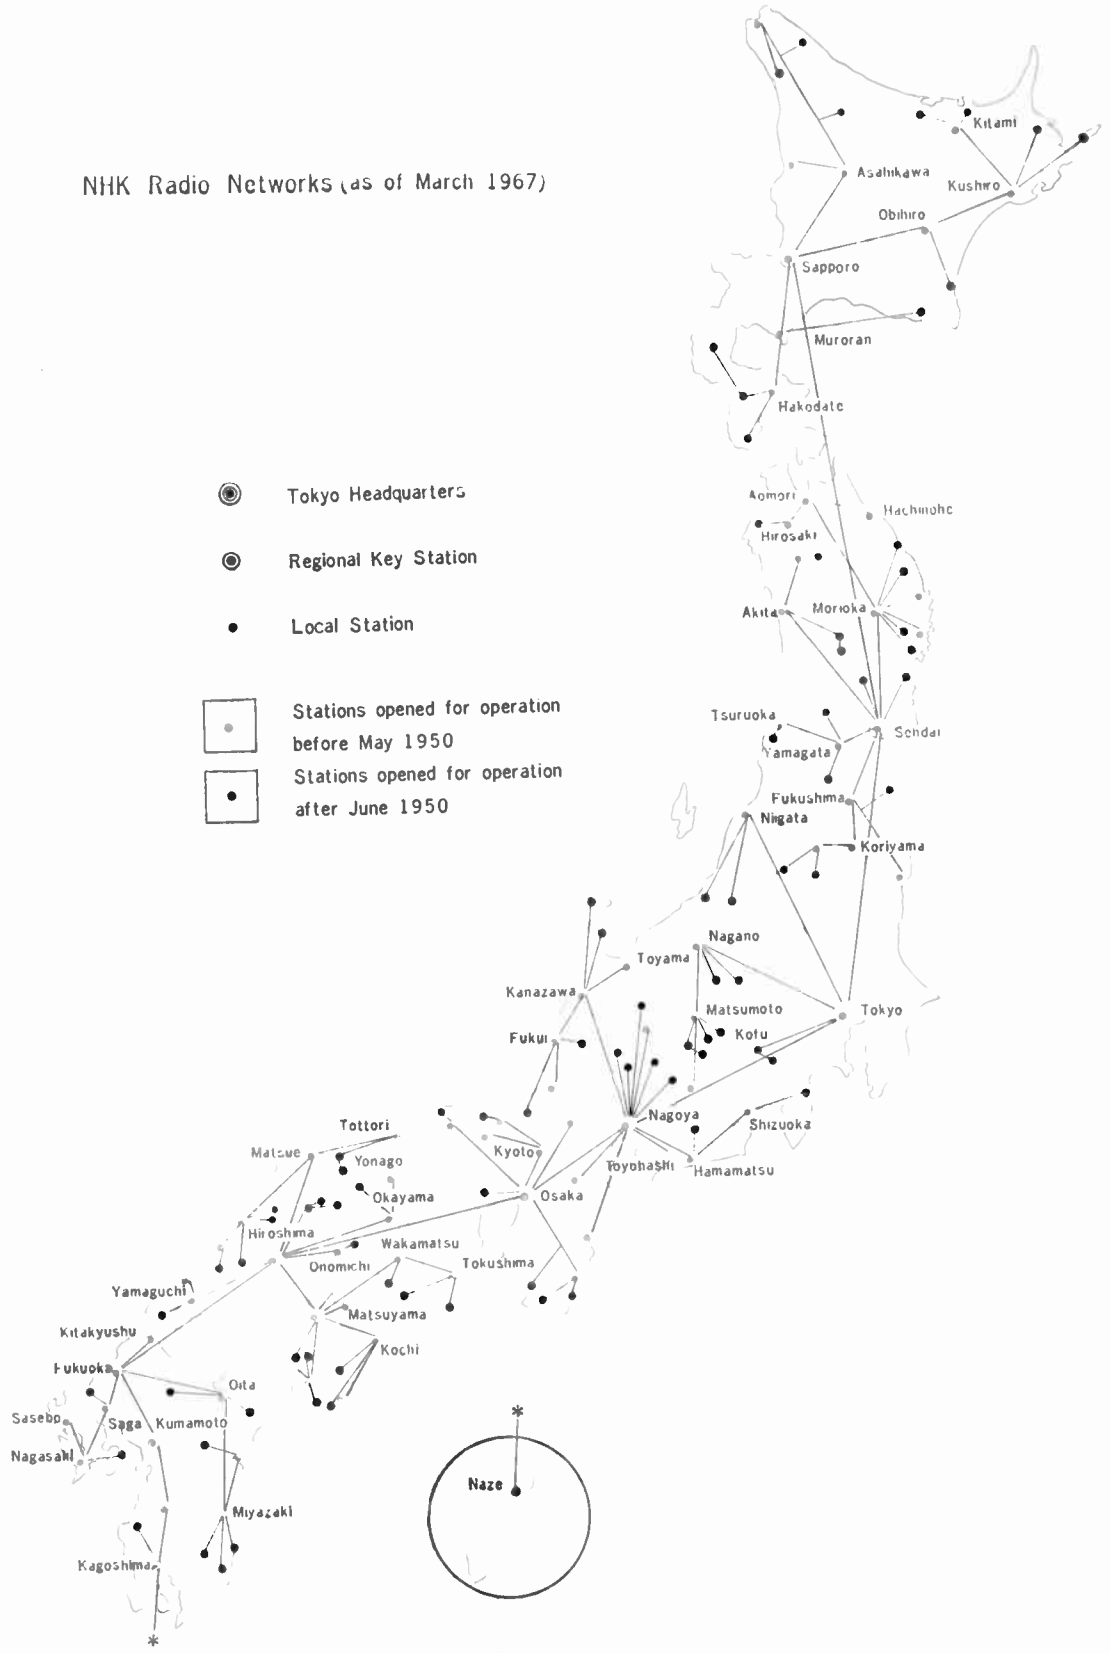 NHK Radio Networks (as of March 1967)
Kitami
Asahikawa
Kushiro
Obihiro
Sapporo
Muroran
Hakodate
Tokyo Headquarters
Aomori
Hachinohe
Hirosaki
Regional Key Station
Akita
Morioka
Local Station
Stations opened for operation
before May 1950
Tsuruoka
Sendai
Yamagata
Stations opened for operation
after June 1950
Fukushima
Niigata
Koriyama
Nagano
Toyama
Kanazawa
Matsumoto
Tokyo
Kofu
Fukui
Nagoya
Shizuoka
Tottori
Matsue
Yonago
Kyoto
Toyohashi
Hamamatsu
Okayama
Osaka
Hiroshima
Wakamatsu
Onomichi
Tokushima
Yamaguchi
Matsuyama
Kitakyushu
Kochi
Fukuoka
Oita
Sasebo
Saga
Kumamoto
*
Nagasaki
Naze
Miyazaki
Kagoshima
*